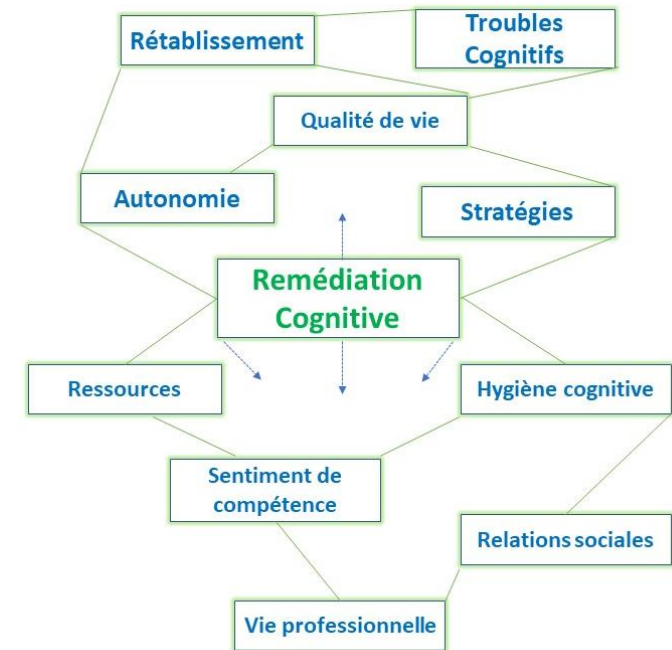 Rétablissement
Troubles
Cognitifs
Qualité de vie
Autonomie
Stratégies
Remédiation
Cognitive
Ressources
Hygiène cognitive
Sentiment de
compétence
Relations sociales
Vie professionnelle